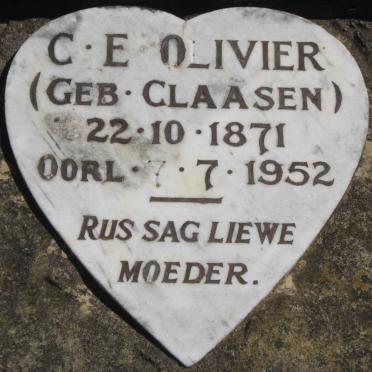 C · E OLIVIER
(GEB · CLAASEN)
22 · 10 · 1871
OORL · 7 · 7 · 1952
RUS SAG LIEWE
MOEDER.